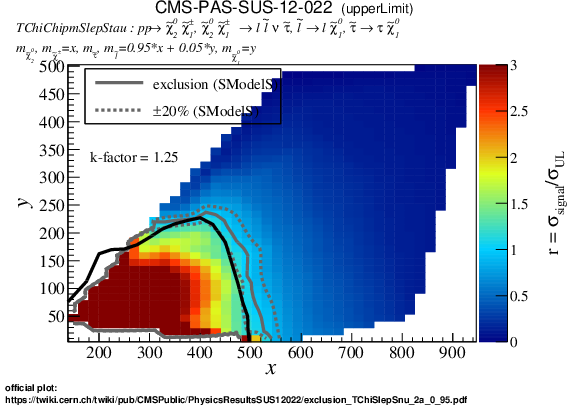 CMS-PAS-SUS-12-022 (upperLimit)
TChiChipmSlepStau : pp→ χ̃₂⁰ χ̃₁±, χ̃₂⁰ χ̃₁± → l l̃ ν τ̃, l̃ → l χ̃₁⁰, τ̃ → τ χ̃₁⁰
m_χ̃₂⁰, m_χ̃₁±=x, m_τ̃, m_l̃=0.95*x + 0.05*y, m_χ̃₁⁰=y
exclusion (SModelS)
±20% (SModelS)
k-factor = 1.25
500
450
400
350
300
250
200
150
100
50
y
200 300 400 500 600 700 800 900
x
3
2.5
2
1.5
1
0.5
0
r = σsignal/σUL
official plot:
https://twiki.cern.ch/twiki/pub/CMSPublic/PhysicsResultsSUS12022/exclusion_TChiSlepSnu_2a_0_95.pdf